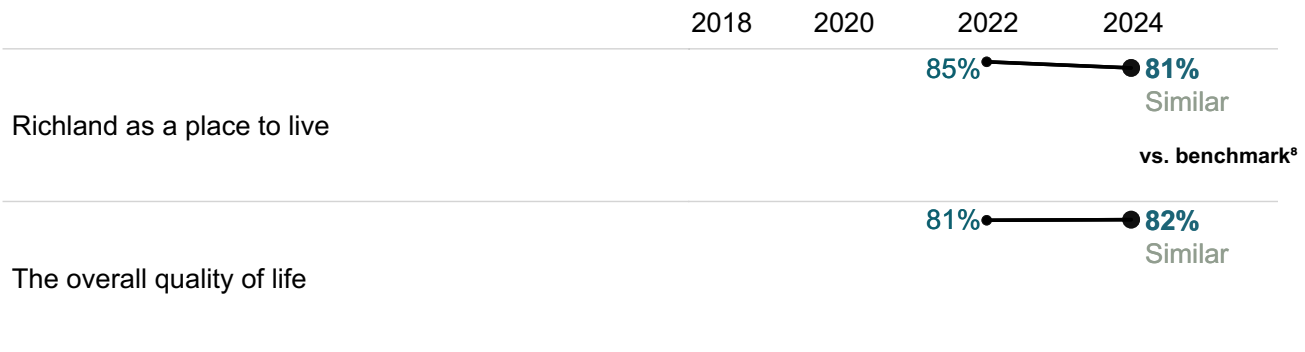 2018 2020 2022 2024
85% 81%
Similar
Richland as a place to live
vs. benchmark⁸
81% 82%
Similar
The overall quality of life